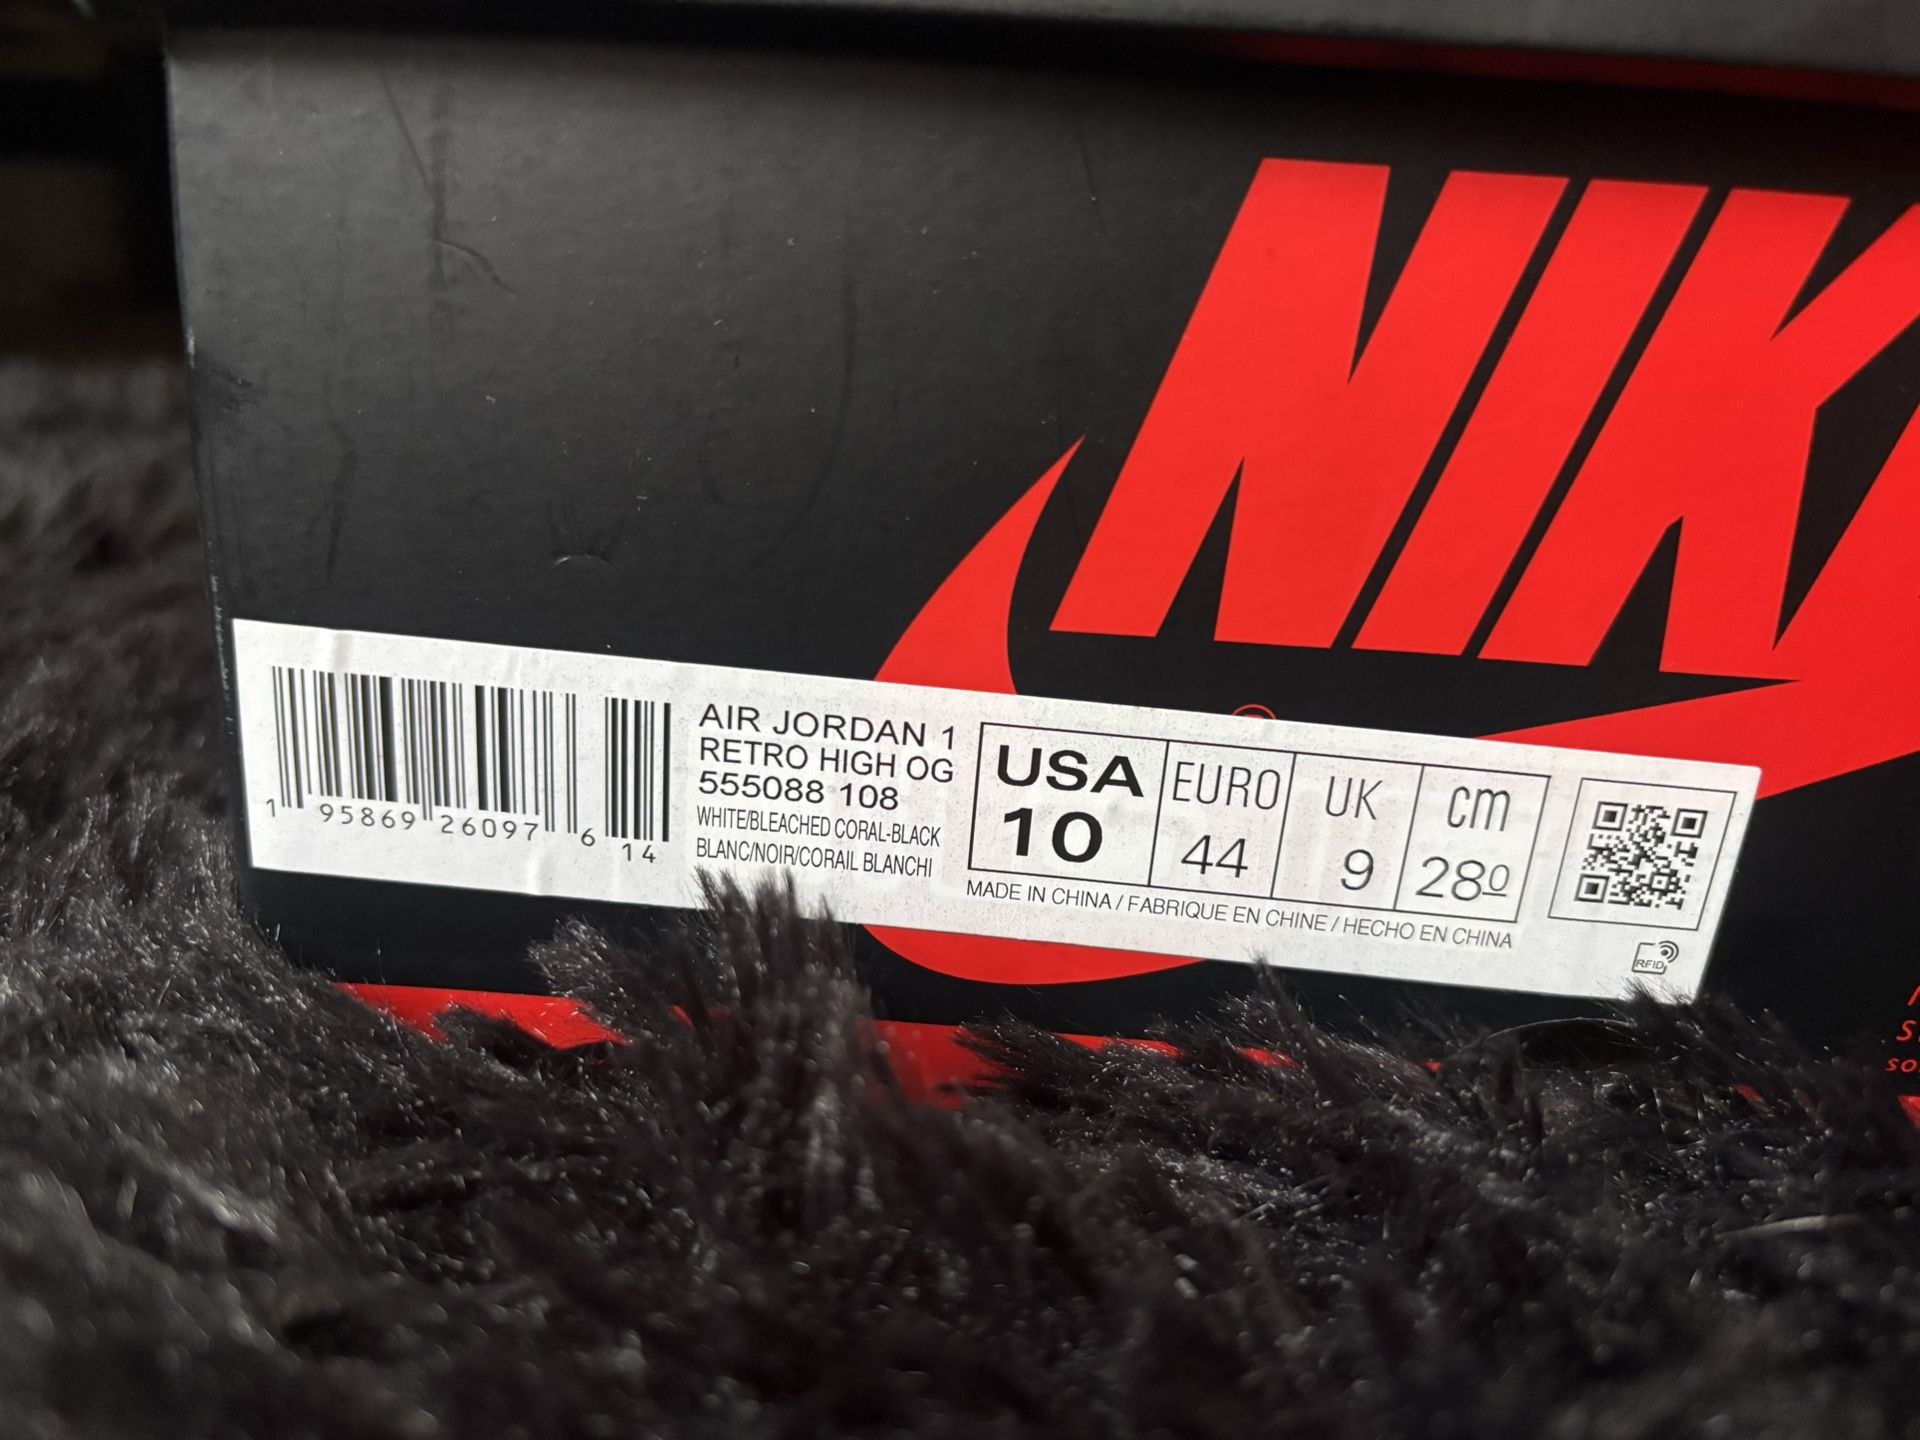 NIK
AIR JORDAN 1
RETRO HIGH OG
555088 108
WHITE/BLEACHED CORAL-BLACK
BLANC/NOIR/CORAIL BLANCHI
1 95869 26097 6 14
USA
10
EURO
44
UK
9
cm
280
MADE IN CHINA / FABRIQUE EN CHINE / HECHO EN CHINA
RFID